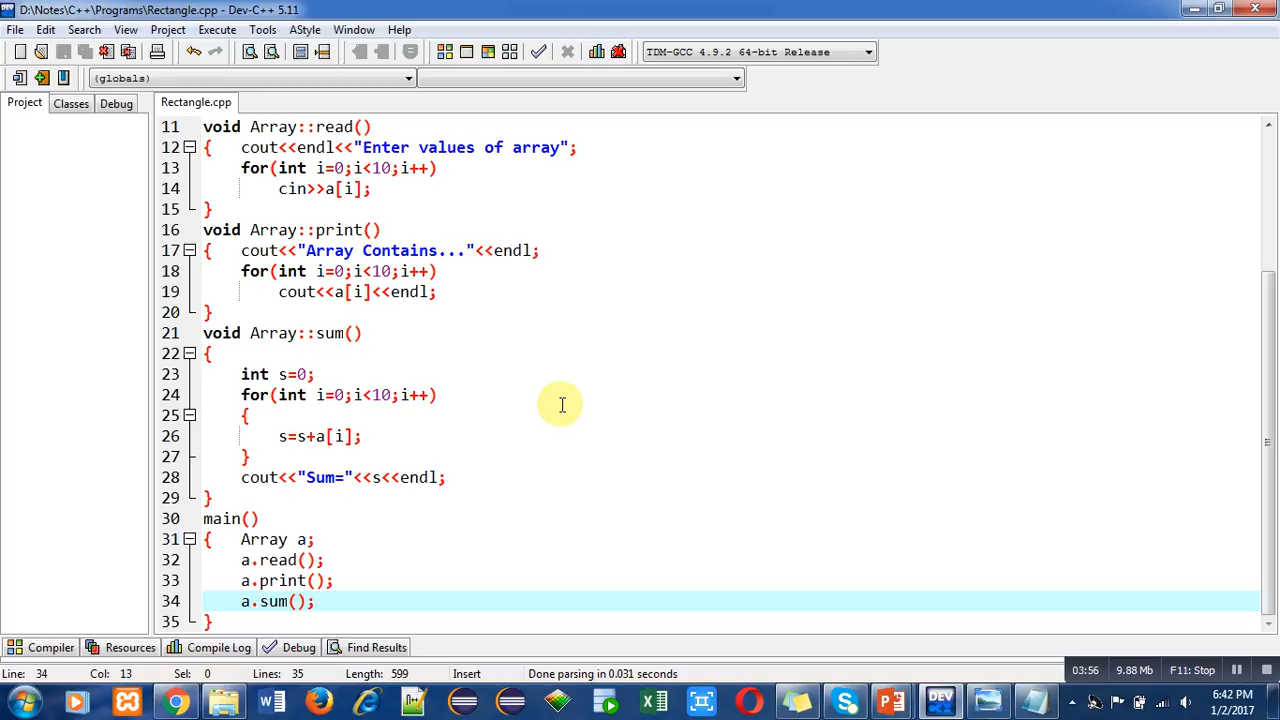 D:\Notes\C++\Programs\Rectangle.cpp - Dev-C++ 5.11
File Edit Search View Project Execute Tools AStyle Window Help
TDM-GCC 4.9.2 64-bit Release
(globals)
Project Classes Debug Rectangle.cpp
11 void Array::read()
12 { cout<<endl<<"Enter values of array";
13 for(int i=0;i<10;i++)
14 cin>>a[i];
15 }
16 void Array::print()
17 { cout<<"Array Contains..."<<endl;
18 for(int i=0;i<10;i++)
19 cout<<a[i]<<endl;
20 }
21 void Array::sum()
22 {
23 int s=0;
24 for(int i=0;i<10;i++)
25 {
26 s=s+a[i];
27 }
28 cout<<"Sum="<<s<<endl;
29 }
30 main()
31 { Array a;
32 a.read();
33 a.print();
34 a.sum();
35 }
Compiler Resources Compile Log Debug Find Results
Line: 34 Col: 13 Sel: 0 Lines: 35 Length: 599 Insert Done parsing in 0.031 seconds
03:56 9.88 Mb F11: Stop
DEV
6:42 PM
1/2/2017